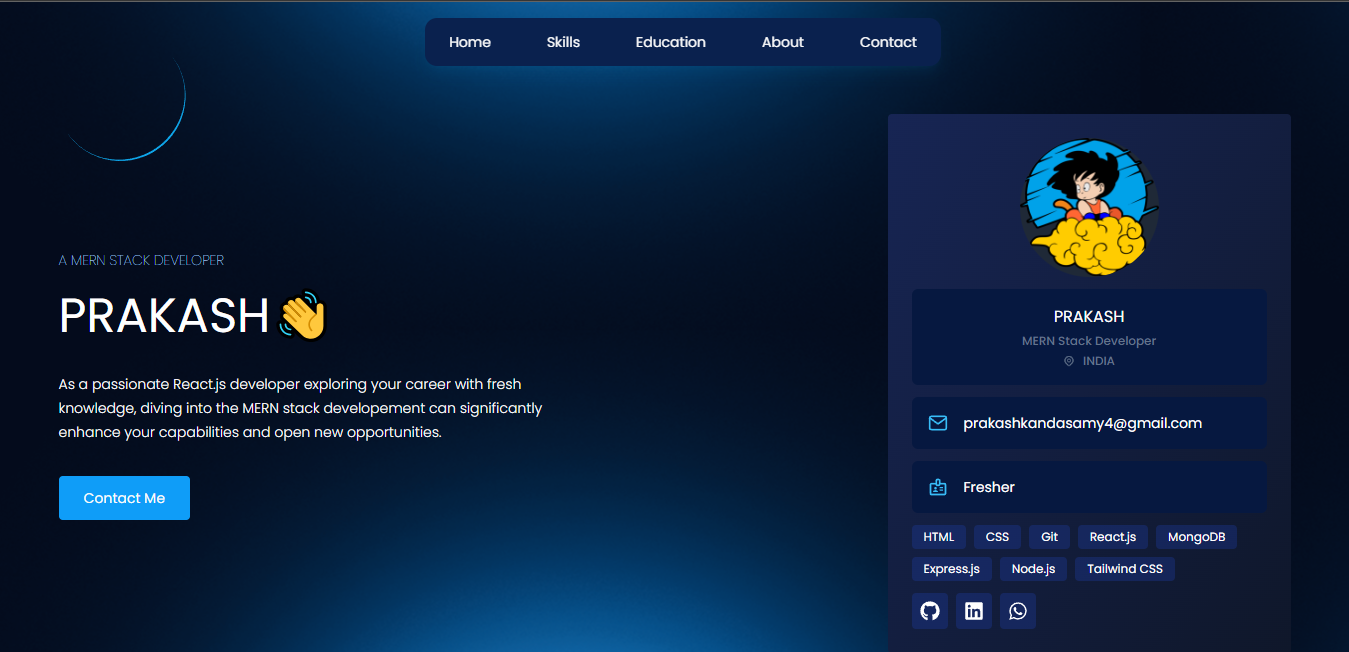 Home Skills Education About Contact
A MERN STACK DEVELOPER
PRAKASH
As a passionate React.js developer exploring your career with fresh
knowledge, diving into the MERN stack developement can significantly
enhance your capabilities and open new opportunities.
Contact Me
PRAKASH
MERN Stack Developer
INDIA
prakashkandasamy4@gmail.com
Fresher
HTML CSS Git React.js MongoDB
Express.js Node.js Tailwind CSS
in